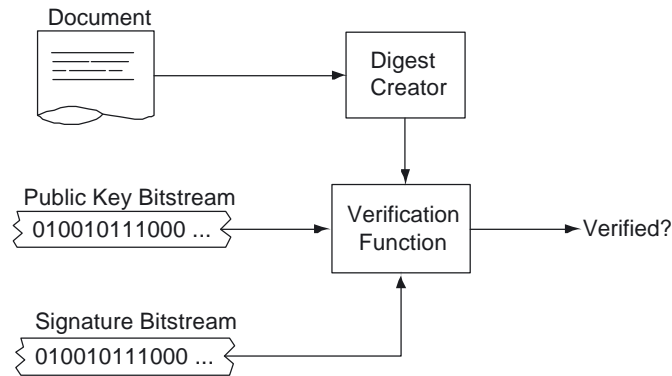 Document
Digest
Creator
Public Key Bitstream
010010111000 ...
Verification
Function
Verified?
Signature Bitstream
010010111000 ...